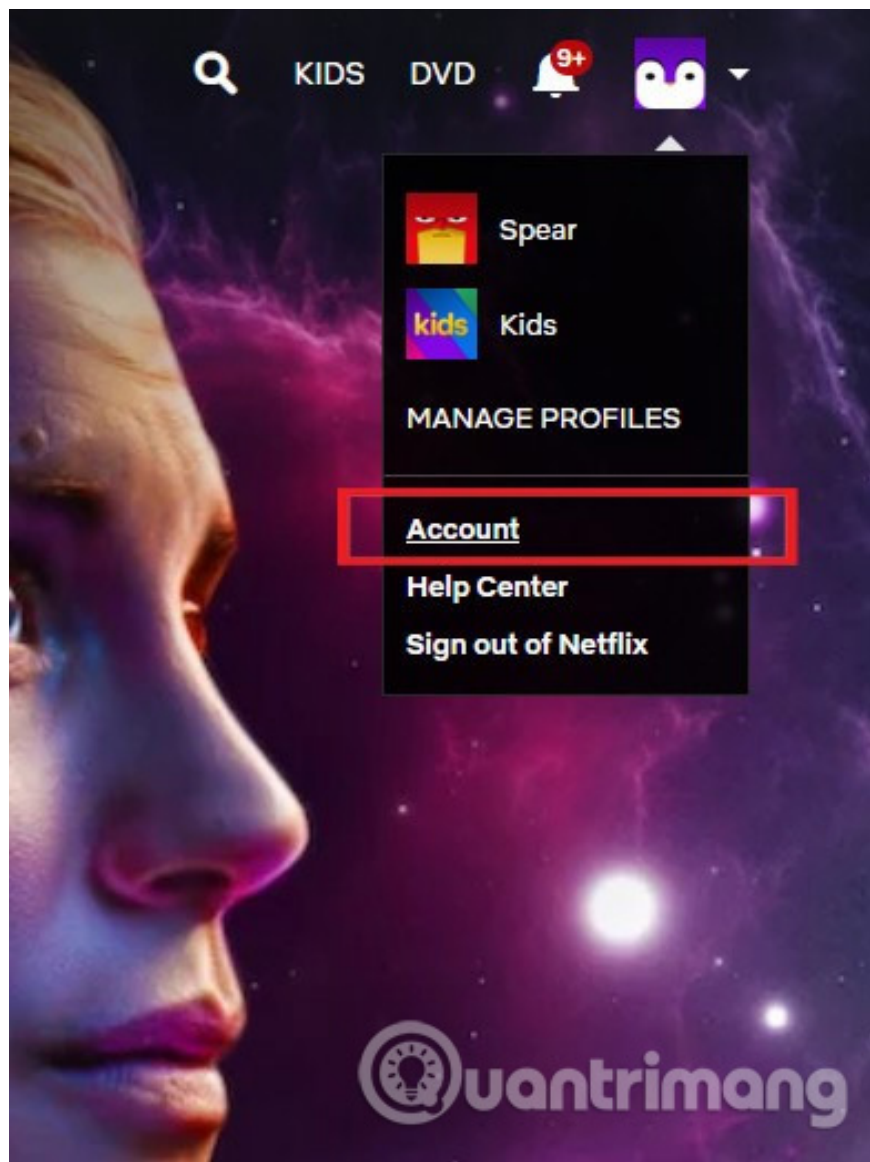 KIDS DVD 9+
Spear
kids Kids
MANAGE PROFILES
Account
Help Center
Sign out of Netflix
Quantrimang